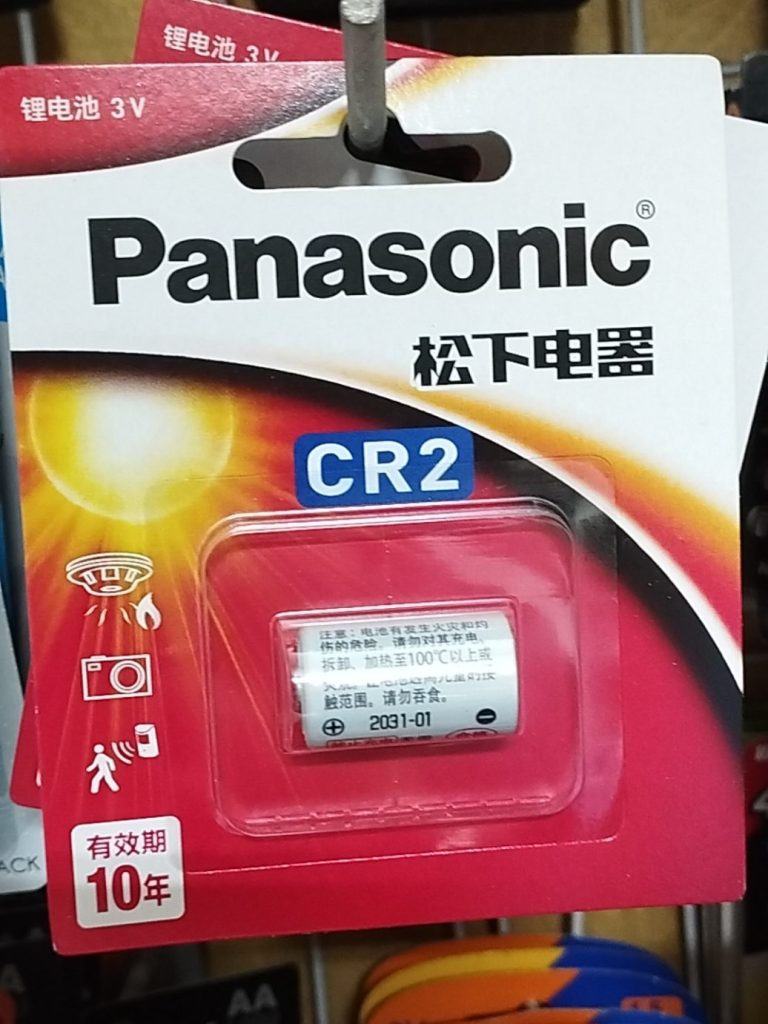 锂电池 3V
锂电池 3V
Panasonic®
松下电器
CR2
注意：电池有发生火灾和灼
伤的危险。请勿对其充电、
拆卸、加热至100℃以上或
触范围。请勿吞食。
⊕ 2031-01 ⊖
有效期
10年
ACK
AA